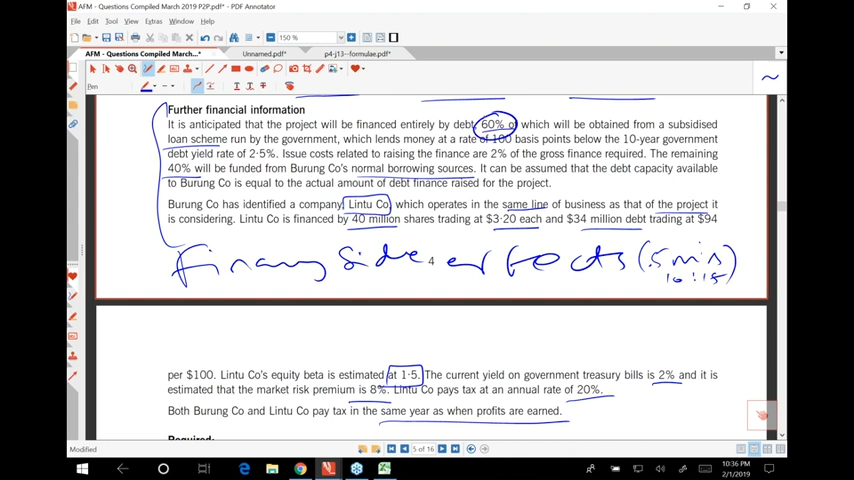 AFM - Questions Compiled March 2019 P2P.pdf* - PDF Annotator
File Edit Tool View Extras Window Help
150 %
AFM - Questions Compiled March...* Unnamed.pdf* p4-j13--formulae.pdf*
Pen
Further financial information
It is anticipated that the project will be financed entirely by debt, 60% of which will be obtained from a subsidised
loan scheme run by the government, which lends money at a rate of 100 basis points below the 10-year government
debt yield rate of 2·5%. Issue costs related to raising the finance are 2% of the gross finance required. The remaining
40% will be funded from Burung Co's normal borrowing sources. It can be assumed that the debt capacity available
to Burung Co is equal to the actual amount of debt finance raised for the project.
Burung Co has identified a company, Lintu Co, which operates in the same line of business as that of the project it
is considering. Lintu Co is financed by 40 million shares trading at $3·20 each and $34 million debt trading at $94
Financing Side effects (5 min
4
10:15)
per $100. Lintu Co's equity beta is estimated at 1·5. The current yield on government treasury bills is 2% and it is
estimated that the market risk premium is 8%. Lintu Co pays tax at an annual rate of 20%.
Both Burung Co and Lintu Co pay tax in the same year as when profits are earned.
Required:
Modified
5 of 16
10:36 PM
2/1/2019